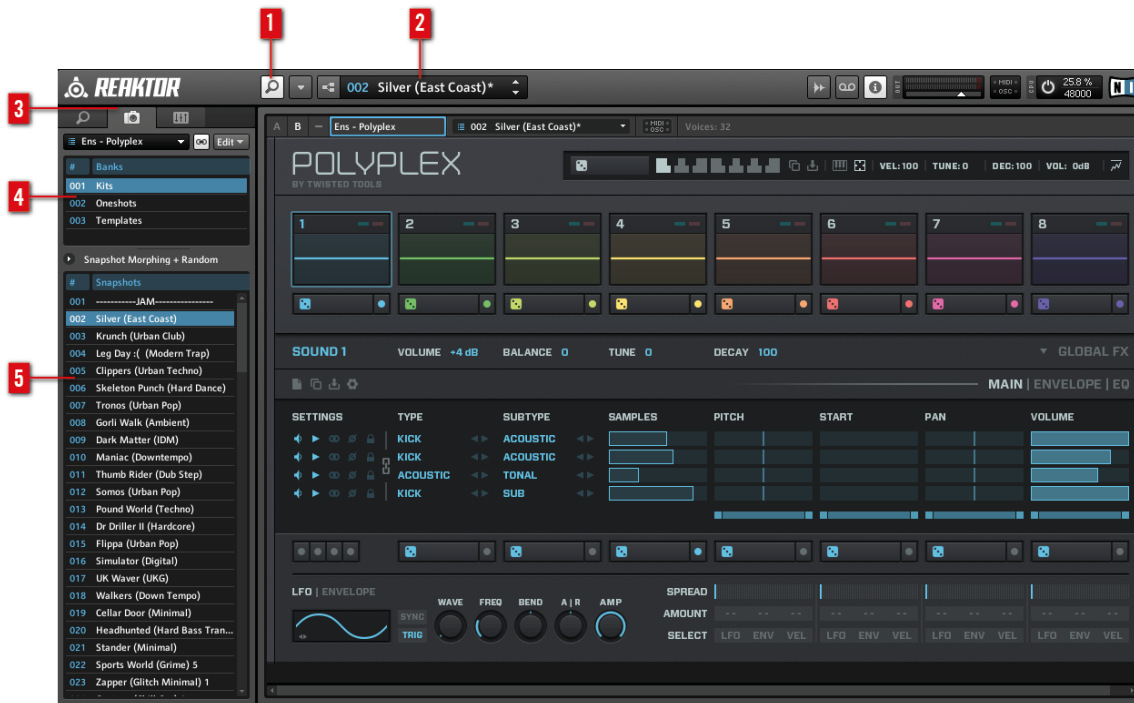 1
2
REAKTOR
002 Silver (East Coast)*
OUT
MIDI
OSC
CPU
25.8 %
48000
3
A B Ens - Polyplex 002 Silver (East Coast)* MIDI OSC Voices: 32
Ens - Polyplex Edit
# Banks
001 Kits
4
002 Oneshots
003 Templates
POLYPLEX
BY TWISTED TOOLS
VEL: 100 TUNE: 0 DEC: 100 VOL: 0dB
1 2 3 4 5 6 7 8
Snapshot Morphing + Random
# Snapshots
001 -----------JAM----------------
002 Silver (East Coast)
003 Krunch (Urban Club)
004 Leg Day :( (Modern Trap)
005 Clippers (Urban Techno)
5
006 Skeleton Punch (Hard Dance)
007 Tronos (Urban Pop)
008 Gorli Walk (Ambient)
009 Dark Matter (IDM)
010 Maniac (Downtempo)
011 Thumb Rider (Dub Step)
012 Somos (Urban Pop)
013 Pound World (Techno)
014 Dr Driller II (Hardcore)
015 Flippa (Urban Pop)
016 Simulator (Digital)
017 UK Waver (UKG)
018 Walkers (Down Tempo)
019 Cellar Door (Minimal)
020 Headhunted (Hard Bass Tran...
021 Stander (Minimal)
022 Sports World (Grime) 5
023 Zapper (Glitch Minimal) 1
SOUND 1 VOLUME +4 dB BALANCE 0 TUNE 0 DECAY 100 GLOBAL FX
MAIN | ENVELOPE | EQ
SETTINGS TYPE SUBTYPE SAMPLES PITCH START PAN VOLUME
KICK ACOUSTIC
KICK ACOUSTIC
ACOUSTIC TONAL
KICK SUB
LFO | ENVELOPE
SYNC
TRIG
WAVE FREQ BEND A | R AMP
SPREAD
AMOUNT -- -- -- -- -- -- -- -- -- -- -- --
SELECT LFO ENV VEL LFO ENV VEL LFO ENV VEL LFO ENV VEL